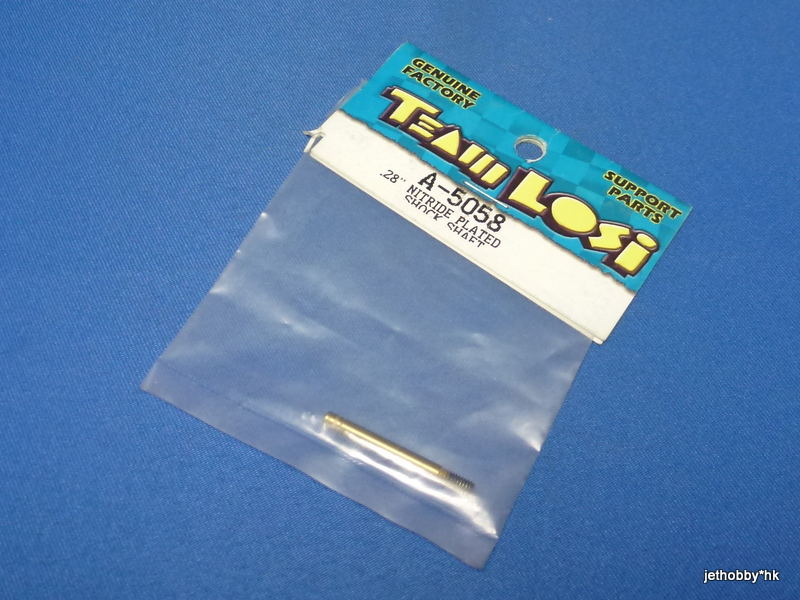 GENUINE
FACTORY
TEAM LOSI
SUPPORT
PARTS
A-5058
.28" NITRIDE PLATED
SHOCK SHAFT
jethobby*hk